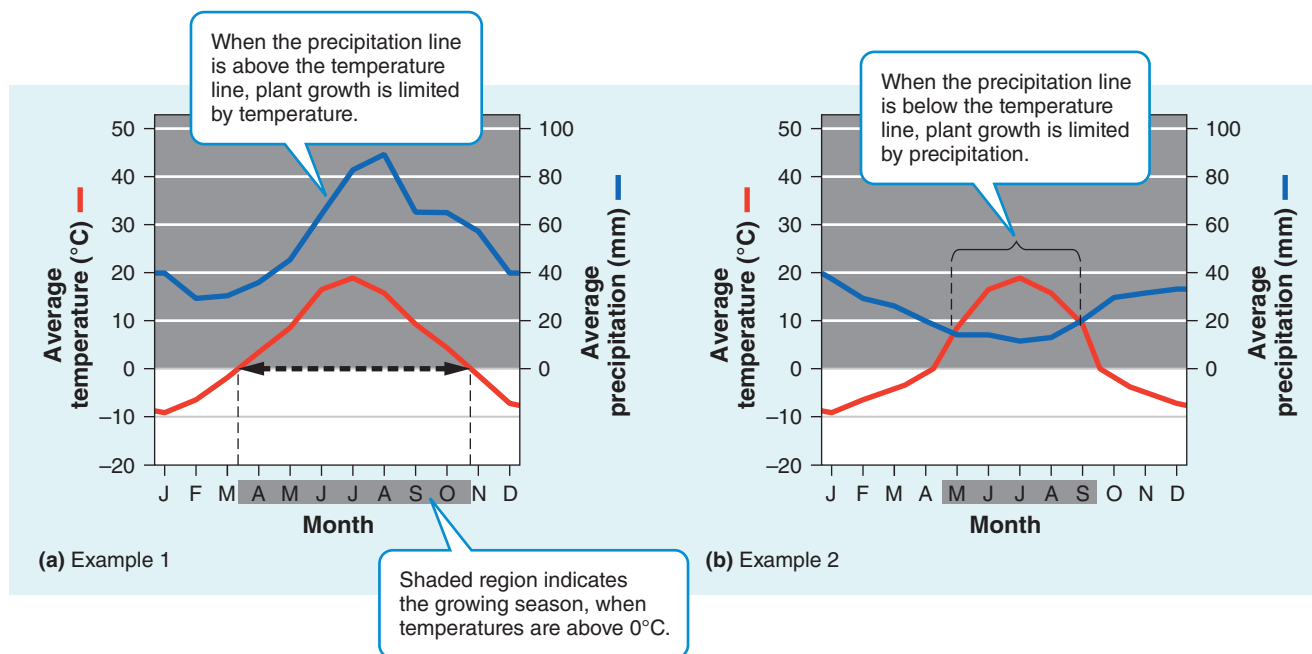 When the precipitation line
is above the temperature
line, plant growth is limited
by temperature.
50
40
30
20
10
0
–10
–20
Average
temperature (°C)
100
80
60
40
20
0
Average
precipitation (mm)
J F M A M J J A S O N D
Month
(a) Example 1
Shaded region indicates
the growing season, when
temperatures are above 0°C.
When the precipitation line
is below the temperature
line, plant growth is limited
by precipitation.
50
40
30
20
10
0
–10
–20
Average
temperature (°C)
100
80
60
40
20
0
Average
precipitation (mm)
J F M A M J J A S O N D
Month
(b) Example 2